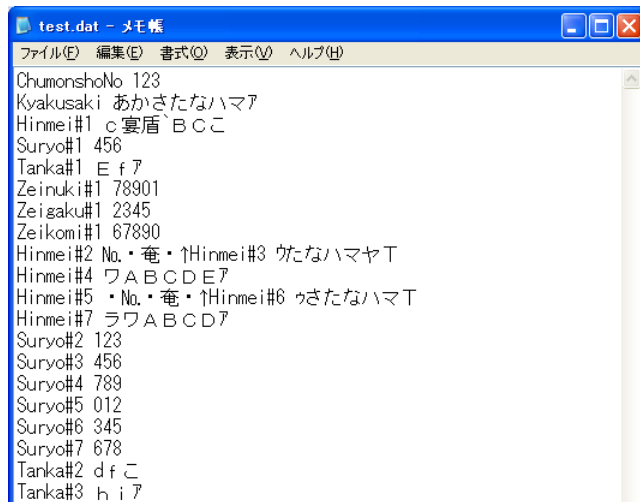 test.dat - メモ帳
ファイル(F) 編集(E) 書式(O) 表示(V) ヘルプ(H)
ChumonshoNo 123
Kyakusaki あかさたなハマｱ
Hinmei#1 ｃ宴盾`ＢＣこ
Suryo#1 456
Tanka#1 Ｅｆｱ
Zeinuki#1 78901
Zeigaku#1 2345
Zeikomi#1 67890
Hinmei#2 №・奄・↑Hinmei#3 ｳたなハマヤＴ
Hinmei#4 ワＡＢＣＤＥｱ
Hinmei#5 ・№・奄・↑Hinmei#6 ｩさたなハマＴ
Hinmei#7 ラワＡＢＣＤｱ
Suryo#2 123
Suryo#3 456
Suryo#4 789
Suryo#5 012
Suryo#6 345
Suryo#7 678
Tanka#2 ｄｆこ
Tanka#3 ｈｊｱ